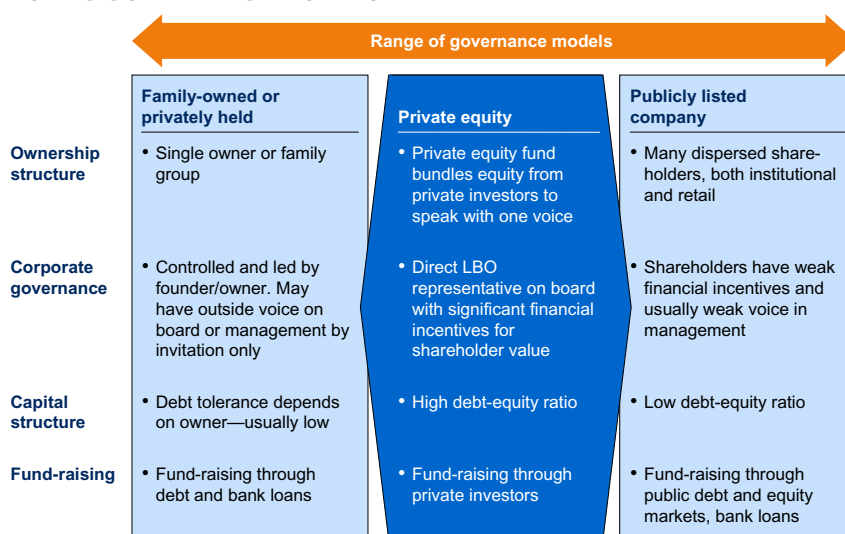 Range of governance models
Family-owned or
privately held
Private equity
Publicly listed
company
Ownership
structure
• Single owner or family
group
• Private equity fund
bundles equity from
private investors to
speak with one voice
• Many dispersed share-
holders, both institutional
and retail
Corporate
governance
• Controlled and led by
founder/owner. May
have outside voice on
board or management by
invitation only
• Direct LBO
representative on board
with significant financial
incentives for
shareholder value
• Shareholders have weak
financial incentives and
usually weak voice in
management
Capital
structure
• Debt tolerance depends
on owner—usually low
• High debt-equity ratio
• Low debt-equity ratio
Fund-raising
• Fund-raising through
debt and bank loans
• Fund-raising through
private investors
• Fund-raising through
public debt and equity
markets, bank loans